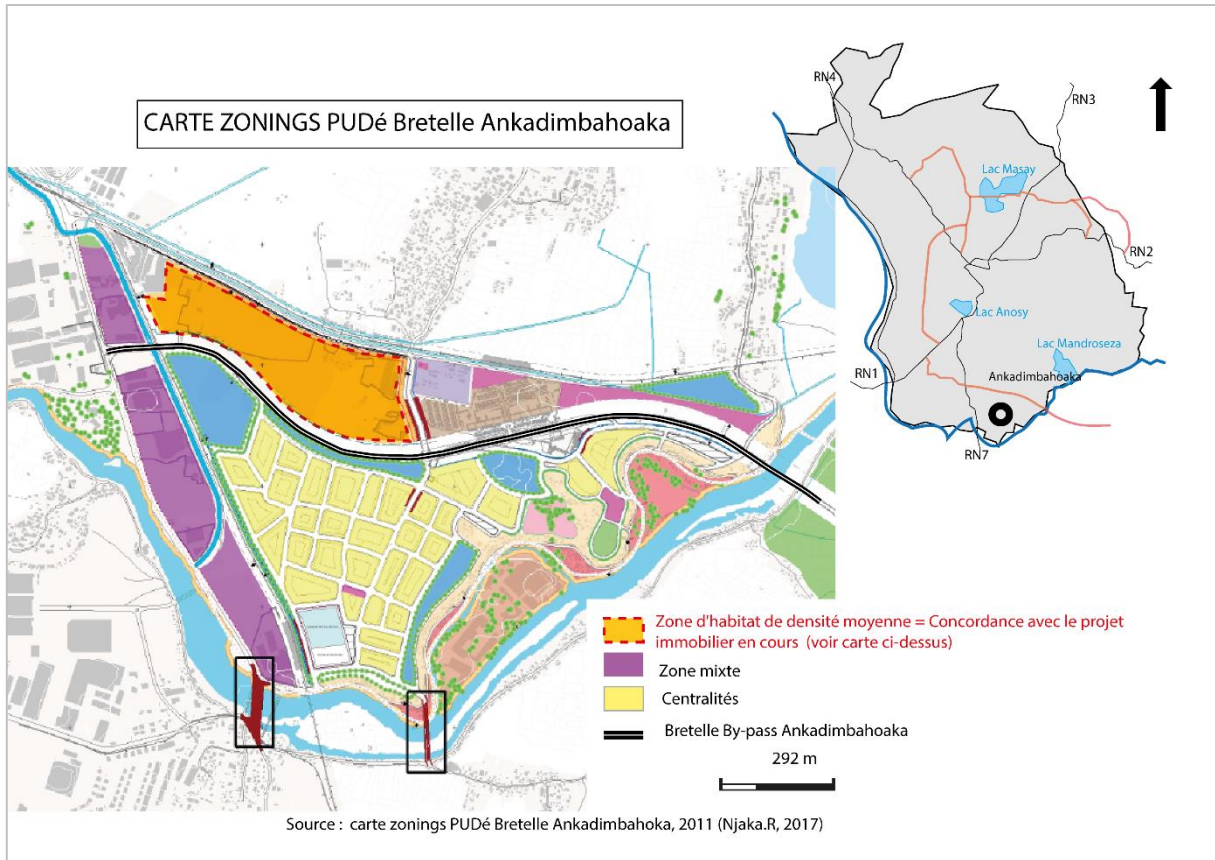 CARTE ZONINGS PUDé Bretelle Ankadimbahoaka
RN4
RN3
Lac Masay
RN2
Lac Anosy
Lac Mandroseza
RN1
Ankadimbahoaka
RN7
Zone d'habitat de densité moyenne = Concordance avec le projet
immobilier en cours (voir carte ci-dessus)
Zone mixte
Centralités
Bretelle By-pass Ankadimbahoaka
292 m
Source : carte zonings PUDé Bretelle Ankadimbahoka, 2011 (Njaka.R, 2017)